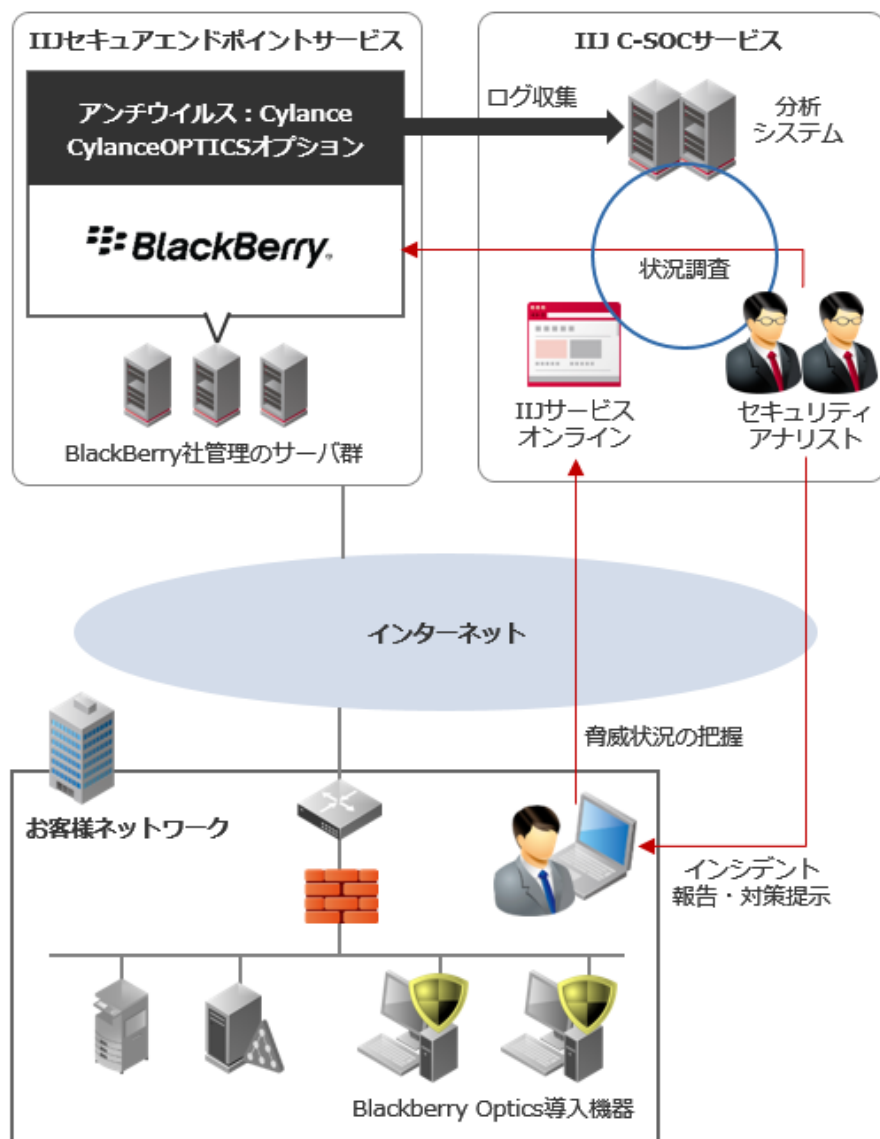 IIJセキュアエンドポイントサービス
アンチウイルス：Cylance
CylanceOPTICSオプション
BlackBerry
BlackBerry社管理のサーバ群
IIJ C-SOCサービス
ログ収集
分析
システム
状況調査
IIJサービス
オンライン
セキュリティ
アナリスト
インターネット
脅威状況の把握
お客様ネットワーク
インシデント
報告・対策提示
Blackberry Optics導入機器